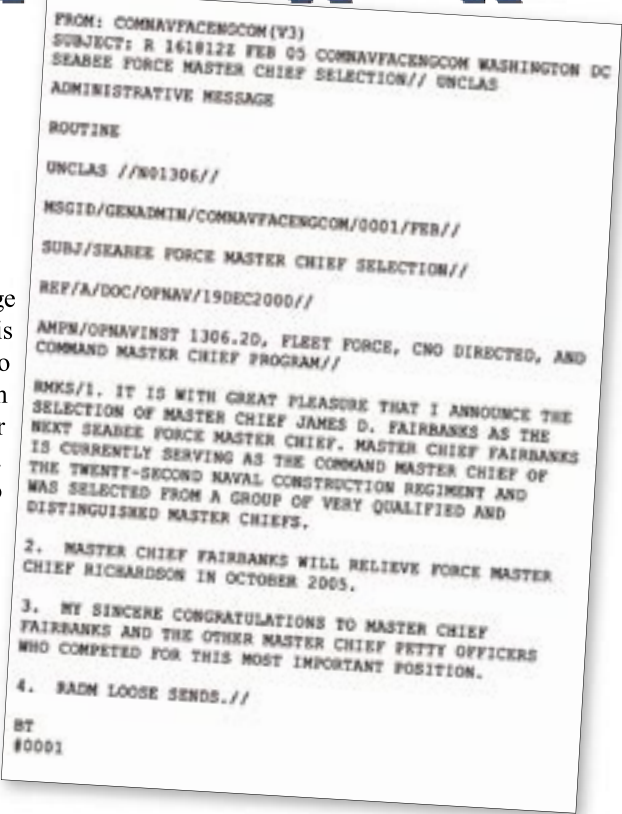 FROM: COMNAVFACENGCOM(V3)
SUBJECT: R 161812Z FEB 05 COMNAVFACENGCOM WASHINGTON DC
SEABEE FORCE MASTER CHIEF SELECTION// UNCLAS
ADMINISTRATIVE MESSAGE
ROUTINE
UNCLAS //N01306//
MSGID/GENADMIN/COMNAVFACENGCOM/0001/FEB//
SUBJ/SEABEE FORCE MASTER CHIEF SELECTION//
REF/A/DOC/OPNAV/19DEC2000//
AMPN/OPNAVINST 1306.2D, FLEET FORCE, CNO DIRECTED, AND
COMMAND MASTER CHIEF PROGRAM//
RMKS/1. IT IS WITH GREAT PLEASURE THAT I ANNOUNCE THE
SELECTION OF MASTER CHIEF JAMES D. FAIRBANKS AS THE
NEXT SEABEE FORCE MASTER CHIEF. MASTER CHIEF FAIRBANKS
IS CURRENTLY SERVING AS THE COMMAND MASTER CHIEF OF
THE TWENTY-SECOND NAVAL CONSTRUCTION REGIMENT AND
WAS SELECTED FROM A GROUP OF VERY QUALIFIED AND
DISTINGUISHED MASTER CHIEFS.
2. MASTER CHIEF FAIRBANKS WILL RELIEVE FORCE MASTER
CHIEF RICHARDSON IN OCTOBER 2005.
3. MY SINCERE CONGRATULATIONS TO MASTER CHIEF
FAIRBANKS AND THE OTHER MASTER CHIEF PETTY OFFICERS
WHO COMPETED FOR THIS MOST IMPORTANT POSITION.
4. RADM LOOSE SENDS.//
BT
#0001